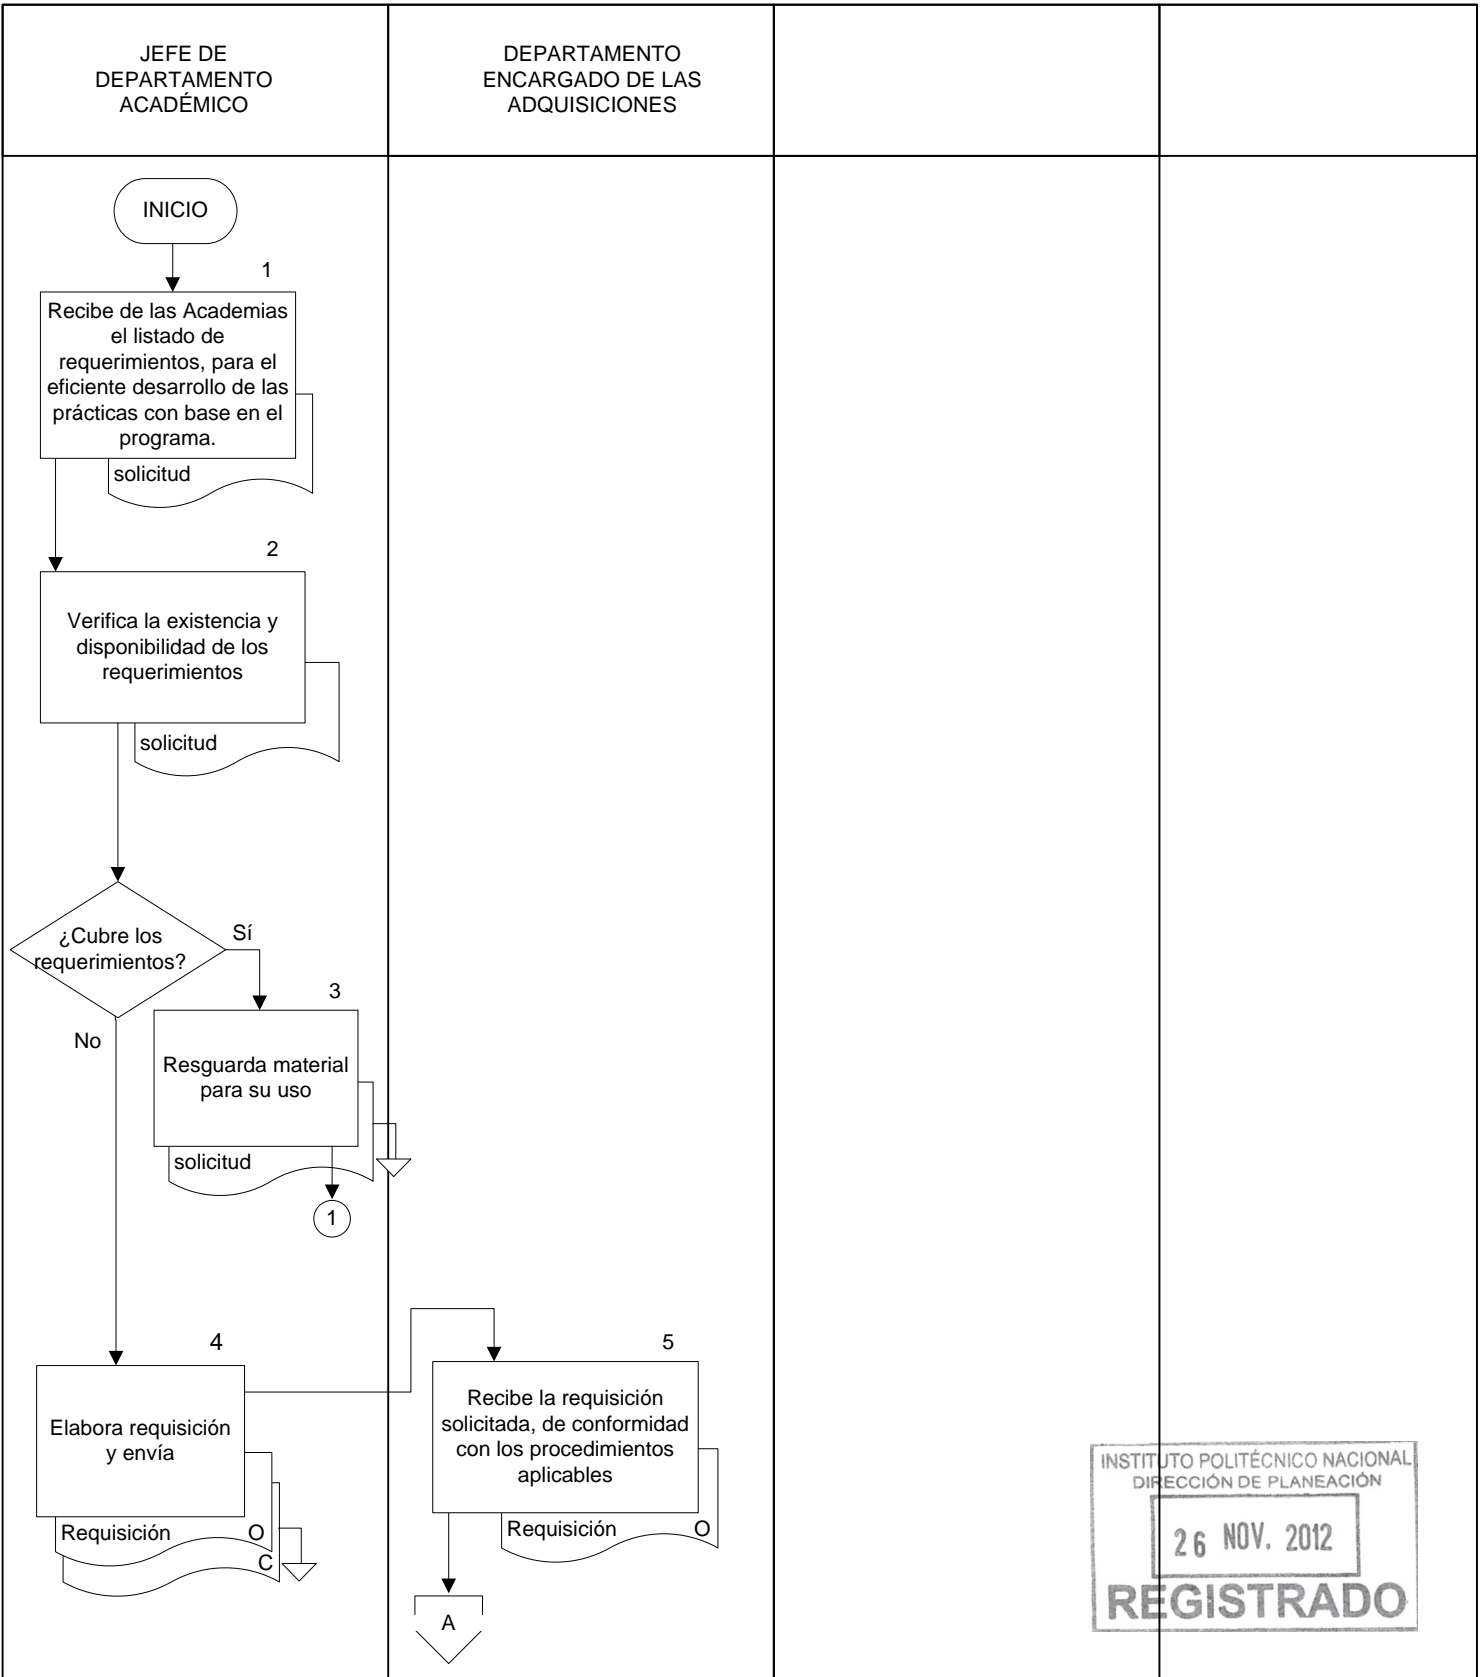 JEFE DE
DEPARTAMENTO
ACADÉMICO
DEPARTAMENTO
ENCARGADO DE LAS
ADQUISICIONES
INICIO
1
Recibe de las Academias
el listado de
requerimientos, para el
eficiente desarrollo de las
prácticas con base en el
programa.
solicitud
2
Verifica la existencia y
disponibilidad de los
requerimientos
solicitud
¿Cubre los
requerimientos?
Sí
No
3
Resguarda material
para su uso
solicitud
1
4
Elabora requisición
y envía
Requisición O
C
5
Recibe la requisición
solicitada, de conformidad
con los procedimientos
aplicables
Requisición O
A
INSTITUTO POLITÉCNICO NACIONAL
DIRECCIÓN DE PLANEACIÓN
26 NOV. 2012
REGISTRADO